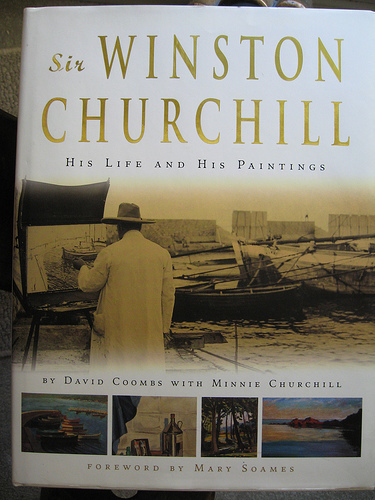 Sir WINSTON
CHURCHILL
HIS LIFE AND HIS PAINTINGS
BY DAVID COOMBS WITH MINNIE CHURCHILL
FOREWORD BY MARY SOAMES